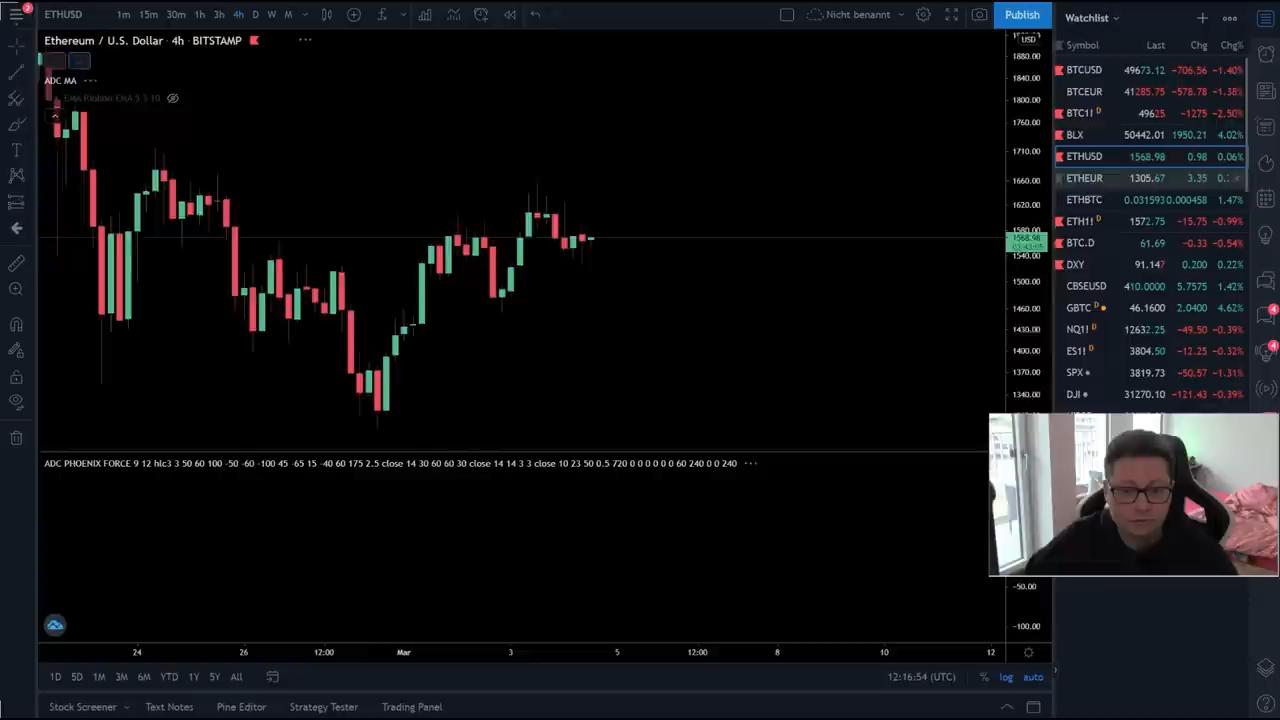 2
ETHUSD 1m 15m 30m 1h 3h 4h D W M Nicht benannt Publish
Ethereum / U.S. Dollar · 4h · BITSTAMP
ADC MA
EMA Ribbon EMA 5 3 10
ADC PHOENIX FORCE 9 12 hlc3 3 50 60 100 -50 -60 -100 45 -65 15 -40 60 175 2.5 close 14 30 60 60 30 close 14 14 3 3 close 10 23 50 0.5 720 0 0 0 0 0 0 60 240 0 0 240
USD
1880.00
1840.00
1800.00
1760.00
1710.00
1660.00
1620.00
1580.00
1568.98
1540.00
1500.00
1460.00
1430.00
1400.00
1370.00
1340.00
-50.00
-100.00
24 26 12:00 Mar 3 5 12:00 8 10 12
1D 5D 1M 3M 6M YTD 1Y 5Y All 12:16:54 (UTC) % log auto
Stock Screener Text Notes Pine Editor Strategy Tester Trading Panel
Watchlist
Symbol Last Chg Chg%
BTCUSD 49673.12 -706.56 -1.40%
BTCEUR 41285.75 -578.78 -1.38%
BTC1! D 49625 -1275 -2.50%
BLX 50442.01 1950.21 4.02%
ETHUSD 1568.98 0.98 0.06%
ETHEUR 1305.67 3.35
ETHBTC 0.031593 0.000458 1.47%
ETH1! D 1572.75 -15.75 -0.99%
BTC.D 61.69 -0.33 -0.54%
DXY 91.147 0.200 0.22%
CBSEUSD 410.0000 5.7575 1.42%
GBTC D 46.1600 2.0400 4.62%
NQ1! D 12632.25 -49.50 -0.39%
ES1! D 3804.50 -12.25 -0.32%
SPX 3819.73 -50.57 -1.31%
DJI 31270.10 -121.43 -0.39%
4
4